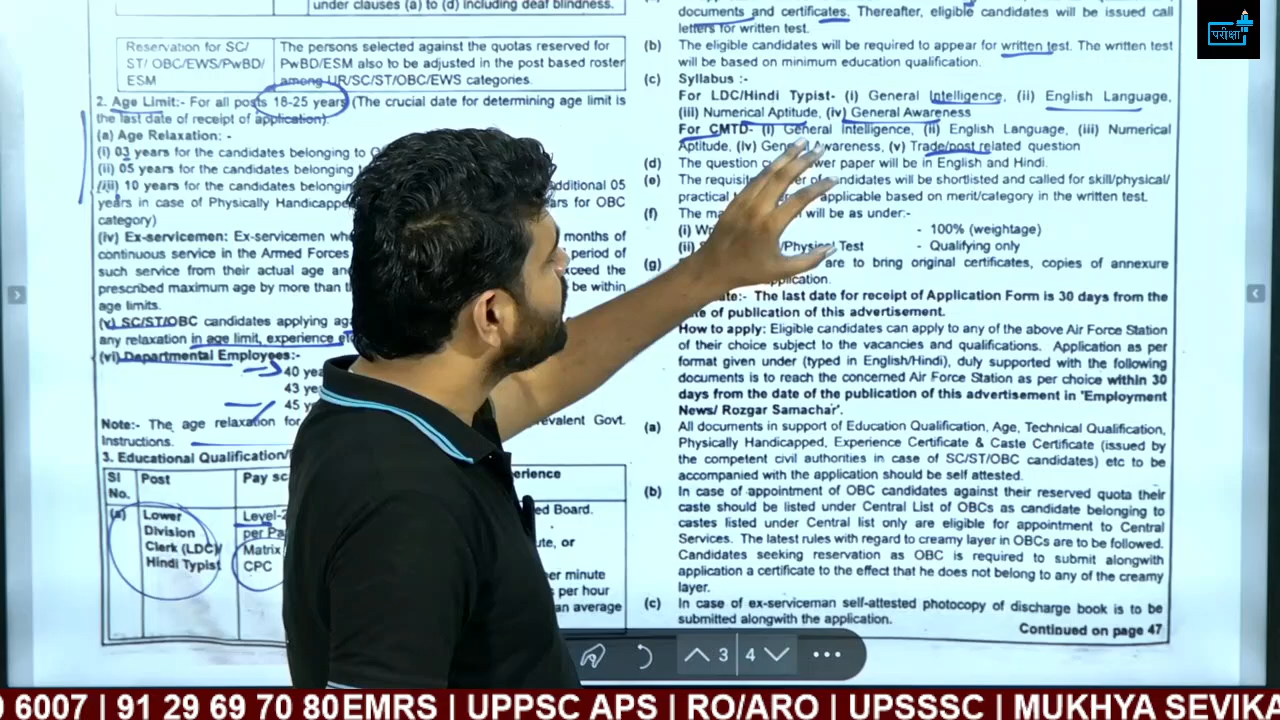 under clauses (a) to (d) including deaf blindness.
Reservation for SC/
ST/ OBC/EWS/PwBD/
ESM
The persons selected against the quotas reserved for
PwBD/ESM also to be adjusted in the post based roster
among UR/SC/ST/OBC/EWS categories.
2. Age Limit:- For all posts 18-25 years (The crucial date for determining age limit is
the last date of receipt of application).
(a) Age Relaxation: -
(i) 03 years for the candidates belonging to
(ii) 05 years for the candidates belonging
(iii) 10 years for the candidates belonging additional 05
years in case of Physically Handicapped for OBC
category)
(iv) Ex-servicemen: Ex-servicemen months of
continuous service in the Armed Forces period of
such service from their actual age and exceed the
prescribed maximum age by more than be within
age limits.
(v) SC/ST/OBC candidates applying
any relaxation in age limit, experience
(vi) Departmental Employees:-
40
43
45
Note:- The age relaxation for prevalent Govt.
Instructions.
3. Educational Qualification/ erience
Sl
No.
Post
Pay
(a)
Lower
Division
Clerk (LDC)/
Hindi Typist
Level-2
per
Matrix
CPC
ed Board.
or
per minute
per hour
an average
documents and certificates. Thereafter, eligible candidates will be issued call
letters for written test.
(b) The eligible candidates will be required to appear for written test. The written test
will be based on minimum education qualification.
(c) Syllabus :-
For LDC/Hindi Typist- (i) General Intelligence, (ii) English Language,
(iii) Numerical Aptitude, (iv) General Awareness
For CMTD- (i) General Intelligence, (ii) English Language, (iii) Numerical
Aptitude, (iv) General Awareness, (v) Trade/post related question
(d) The question paper will be in English and Hindi.
(e) The requisite of candidates will be shortlisted and called for skill/physical/
practical applicable based on merit/category in the written test.
(f) The will be as under:-
(i) - 100% (weightage)
(ii) /Physical Test - Qualifying only
(g) are to bring original certificates, copies of annexure
application.
The last date for receipt of Application Form is 30 days from the
of publication of this advertisement.
How to apply: Eligible candidates can apply to any of the above Air Force Station
of their choice subject to the vacancies and qualifications. Application as per
format given under (typed in English/Hindi), duly supported with the following
documents is to reach the concerned Air Force Station as per choice within 30
days from the date of the publication of this advertisement in 'Employment
News/ Rozgar Samachar'.
(a) All documents in support of Education Qualification, Age, Technical Qualification,
Physically Handicapped, Experience Certificate & Caste Certificate (issued by
the competent civil authorities in case of SC/ST/OBC candidates) etc to be
accompanied with the application should be self attested.
(b) In case of appointment of OBC candidates against their reserved quota their
caste should be listed under Central List of OBCs as candidate belonging to
castes listed under Central list only are eligible for appointment to Central
Services. The latest rules with regard to creamy layer in OBCs are to be followed.
Candidates seeking reservation as OBC is required to submit alongwith
application a certificate to the effect that he does not belong to any of the creamy
layer.
(c) In case of ex-serviceman self-attested photocopy of discharge book is to be
submitted alongwith the application.
Continued on page 47
3 4
परीक्षा
6007 | 91 29 69 70 80 EMRS | UPPSC APS | RO/ARO | UPSSSC | MUKHYA SEVIKA